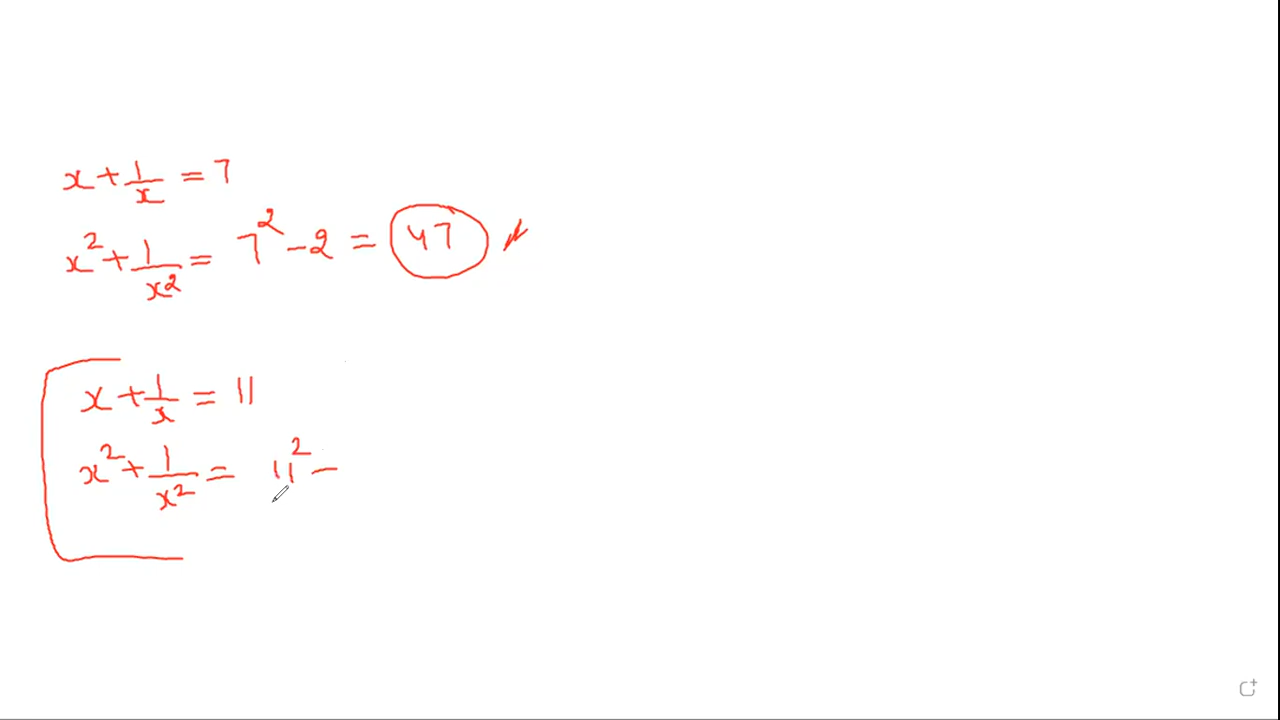 x + 1/x = 7
x² + 1/x² = 7² - 2 = 47
x + 1/x = 11
x² + 1/x² = 11² -